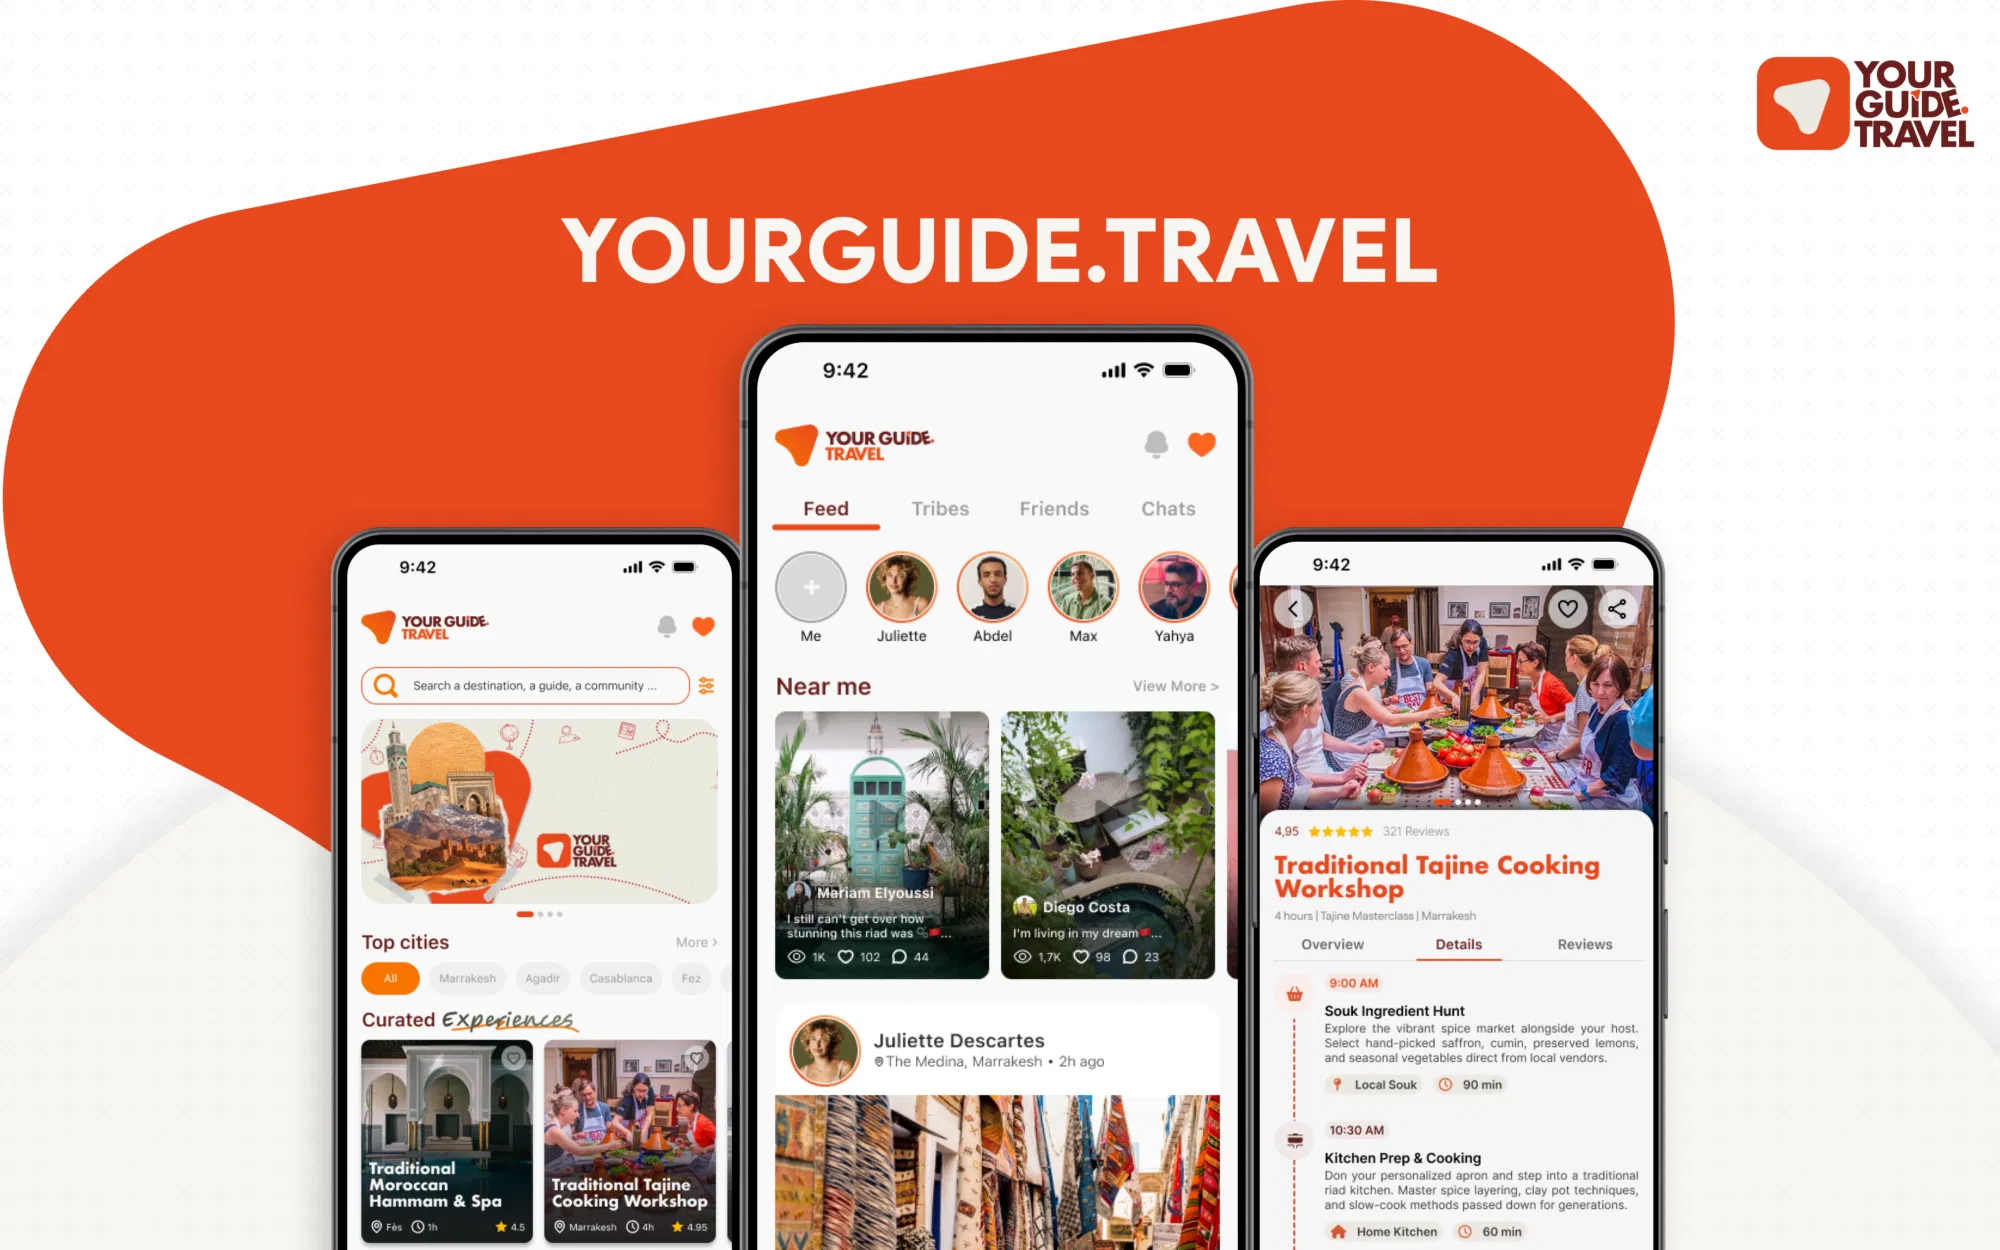 YOUR
GUiDE.
TRAVEL
YOURGUIDE.TRAVEL
9:42
YOUR GUiDE.
TRAVEL
Search a destination, a guide, a community ...
YOUR
GUiDE.
TRAVEL
Top cities
More >
All
Marrakesh
Agadir
Casablanca
Fez
Curated Experiences
Traditional
Moroccan
Hammam & Spa
Fès
1h
4.5
Traditional Tajine
Cooking Workshop
Marrakesh
4h
4.95
9:42
YOUR GUiDE.
TRAVEL
Feed
Tribes
Friends
Chats
Me
Juliette
Abdel
Max
Yahya
Near me
View More >
Mariam Elyoussi
I still can't get over how
stunning this riad was ...
1K
102
44
Diego Costa
I'm living in my dream ...
1,7K
98
23
Juliette Descartes
The Medina, Marrakesh • 2h ago
9:42
4,95
321 Reviews
Traditional Tajine Cooking
Workshop
4 hours | Tajine Masterclass | Marrakesh
Overview
Details
Reviews
9:00 AM
Souk Ingredient Hunt
Explore the vibrant spice market alongside your host.
Select hand-picked saffron, cumin, preserved lemons,
and seasonal vegetables direct from local vendors.
Local Souk
90 min
10:30 AM
Kitchen Prep & Cooking
Don your personalized apron and step into a traditional
riad kitchen. Master spice layering, clay pot techniques,
and slow-cook methods passed down for generations.
Home Kitchen
60 min